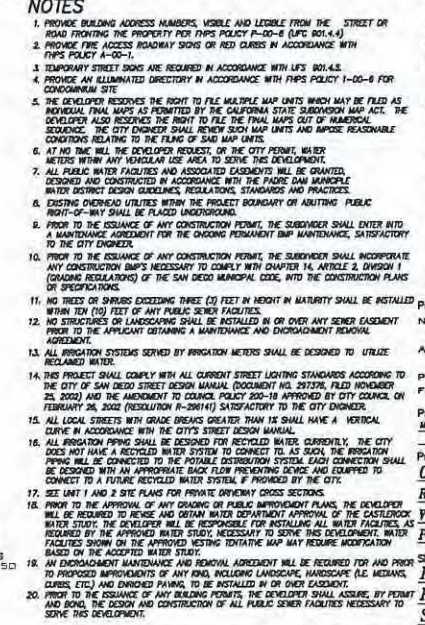 NOTES
1. PROVIDE BUILDING ADDRESS NUMBERS, VISIBLE AND LEGIBLE FROM THE STREET OR
ROAD FRONTING THE PROPERTY PER FHPS POLICY P-00-6 (UFC 901.4.4)
2. PROVIDE FIRE ACCESS ROADWAY SIGNS OR RED CURBS IN ACCORDANCE WITH
FHPS POLICY A-00-1.
3. TEMPORARY STREET SIGNS ARE REQUIRED IN ACCORDANCE WITH UFS 901.4.5.
4. PROVIDE AN ILLUMINATED DIRECTORY IN ACCORDANCE WITH FHPS POLICY I-00-6 FOR
CONDOMINIUM SITE
5. THE DEVELOPER RESERVES THE RIGHT TO FILE MULTIPLE MAP UNITS WHICH MAY BE FILED AS
INDIVIDUAL FINAL MAPS AS PERMITTED BY THE CALIFORNIA STATE SUBDIVISION MAP ACT. THE
DEVELOPER ALSO RESERVES THE RIGHT TO FILE THE FINAL MAPS OUT OF NUMERICAL
SEQUENCE. THE CITY ENGINEER SHALL REVIEW SUCH MAP UNITS AND IMPOSE REASONABLE
CONDITIONS RELATING TO THE FILING OF SAID MAP UNITS.
6. AT NO TIME WILL THE DEVELOPER REQUEST, OR THE CITY PERMIT, WATER
METERS WITHIN ANY VEHICULAR USE AREA TO SERVE THIS DEVELOPMENT.
7. ALL PUBLIC WATER FACILITIES AND ASSOCIATED EASEMENTS WILL BE GRANTED,
DESIGNED AND CONSTRUCTED IN ACCORDANCE WITH THE PADRE DAM MUNICIPLE
WATER DISTRICT DESIGN GUIDELINES, REGULATIONS, STANDARDS AND PRACTICES.
8. EXISTING OVERHEAD UTILITIES WITHIN THE PROJECT BOUNDARY OR ABUTTING PUBLIC
RIGHT-OF-WAY SHALL BE PLACED UNDERGROUND.
9. PRIOR TO THE ISSUANCE OF ANY CONSTRUCTION PERMIT, THE SUBDIVIDER SHALL ENTER INTO
A MAINTENANCE AGREEMENT FOR THE ONGOING PERMANENT BMP MAINTENANCE, SATISFACTORY
TO THE CITY ENGINEER.
10. PRIOR TO THE ISSUANCE OF ANY CONSTRUCTION PERMIT, THE SUBDIVIDER SHALL INCORPORATE
ANY CONSTRUCTION BMP'S NECESSARY TO COMPLY WITH CHAPTER 14, ARTICLE 2, DIVISION 1
(GRADING REGULATIONS) OF THE SAN DIEGO MUNICIPAL CODE, INTO THE CONSTRUCTION PLANS
OR SPECIFICATIONS.
11. NO TREES OR SHRUBS EXCEEDING THREE (3) FEET IN HEIGHT IN MATURITY SHALL BE INSTALLED
WITHIN TEN (10) FEET OF ANY PUBLIC SEWER FACILITIES.
12. NO STRUCTURES OR LANDSCAPING SHALL BE INSTALLED IN OR OVER ANY SEWER EASEMENT
PRIOR TO THE APPLICANT OBTAINING A MAINTENANCE AND ENCROACHMENT REMOVAL
AGREEMENT.
13. ALL IRRIGATION SYSTEMS SERVED BY IRRIGATION METERS SHALL BE DESIGNED TO UTILIZE
RECLAIMED WATER.
14. THIS PROJECT SHALL COMPLY WITH ALL CURRENT STREET LIGHTING STANDARDS ACCORDING TO
THE CITY OF SAN DIEGO STREET DESIGN MANUAL (DOCUMENT NO. 297376, FILED NOVEMBER
25, 2002) AND THE AMENDMENT TO COUNCIL POLICY 200-18 APPROVED BY CITY COUNCIL ON
FEBRUARY 26, 2002 (RESOLUTION R-296141) SATISFACTORY TO THE CITY ENGINEER.
15. ALL LOCAL STREETS WITH GRADE BREAKS GREATER THAN 1% SHALL HAVE A VERTICAL
CURVE IN ACCORDANCE WITH THE CITY'S STREET DESIGN MANUAL.
16. ALL IRRIGATION PIPING SHALL BE DESIGNED FOR RECYCLED WATER. CURRENTLY, THE CITY
DOES NOT HAVE A RECYCLED WATER SYSTEM TO CONNECT TO. AS SUCH, THE IRRIGATION
PIPING WILL BE CONNECTED TO THE POTABLE DISTRIBUTION SYSTEM. EACH CONNECTION SHALL
BE DESIGNED WITH AN APPROPRIATE BACK FLOW PREVENTING DEVICE AND EQUIPPED TO
CONNECT TO A FUTURE RECYCLED WATER SYSTEM, IF PROVIDED BY THE CITY.
17. SEE UNIT 1 AND 2 SITE PLANS FOR PRIVATE DRIVEWAY CROSS SECTIONS.
18. PRIOR TO THE APPROVAL OF ANY GRADING OR PUBLIC IMPROVEMENT PLANS, THE DEVELOPER
WILL BE REQUIRED TO REVISE AND OBTAIN WATER DEPARTMENT APPROVAL OF THE CASTLEROCK
WATER STUDY. THE DEVELOPER WILL BE RESPONSIBLE FOR INSTALLING ALL WATER FACILITIES, AS
REQUIRED BY THE APPROVED WATER STUDY, NECESSARY TO SERVE THIS DEVELOPMENT. WATER
FACILITIES SHOWN ON THE APPROVED VESTING TENTATIVE MAP MAY REQUIRE MODIFICATION
BASED ON THE ACCEPTED WATER STUDY.
19. AN ENCROACHMENT MAINTENANCE AND REMOVAL AGREEMENT WILL BE REQUIRED FOR AND PRIOR
TO PROPOSED IMPROVEMENTS OF ANY KIND, INCLUDING LANDSCAPE, HARDSCAPE (I.E. MEDIANS,
CURBS, ETC.) AND ENRICHED PAVING, TO BE INSTALLED IN OR OVER EASEMENT.
20. PRIOR TO THE ISSUANCE OF ANY BUILDING PERMITS, THE DEVELOPER SHALL ASSURE, BY PERMIT
AND BOND, THE DESIGN AND CONSTRUCTION OF ALL PUBLIC SEWER FACILITIES NECESSARY TO
SERVE THIS DEVELOPMENT.